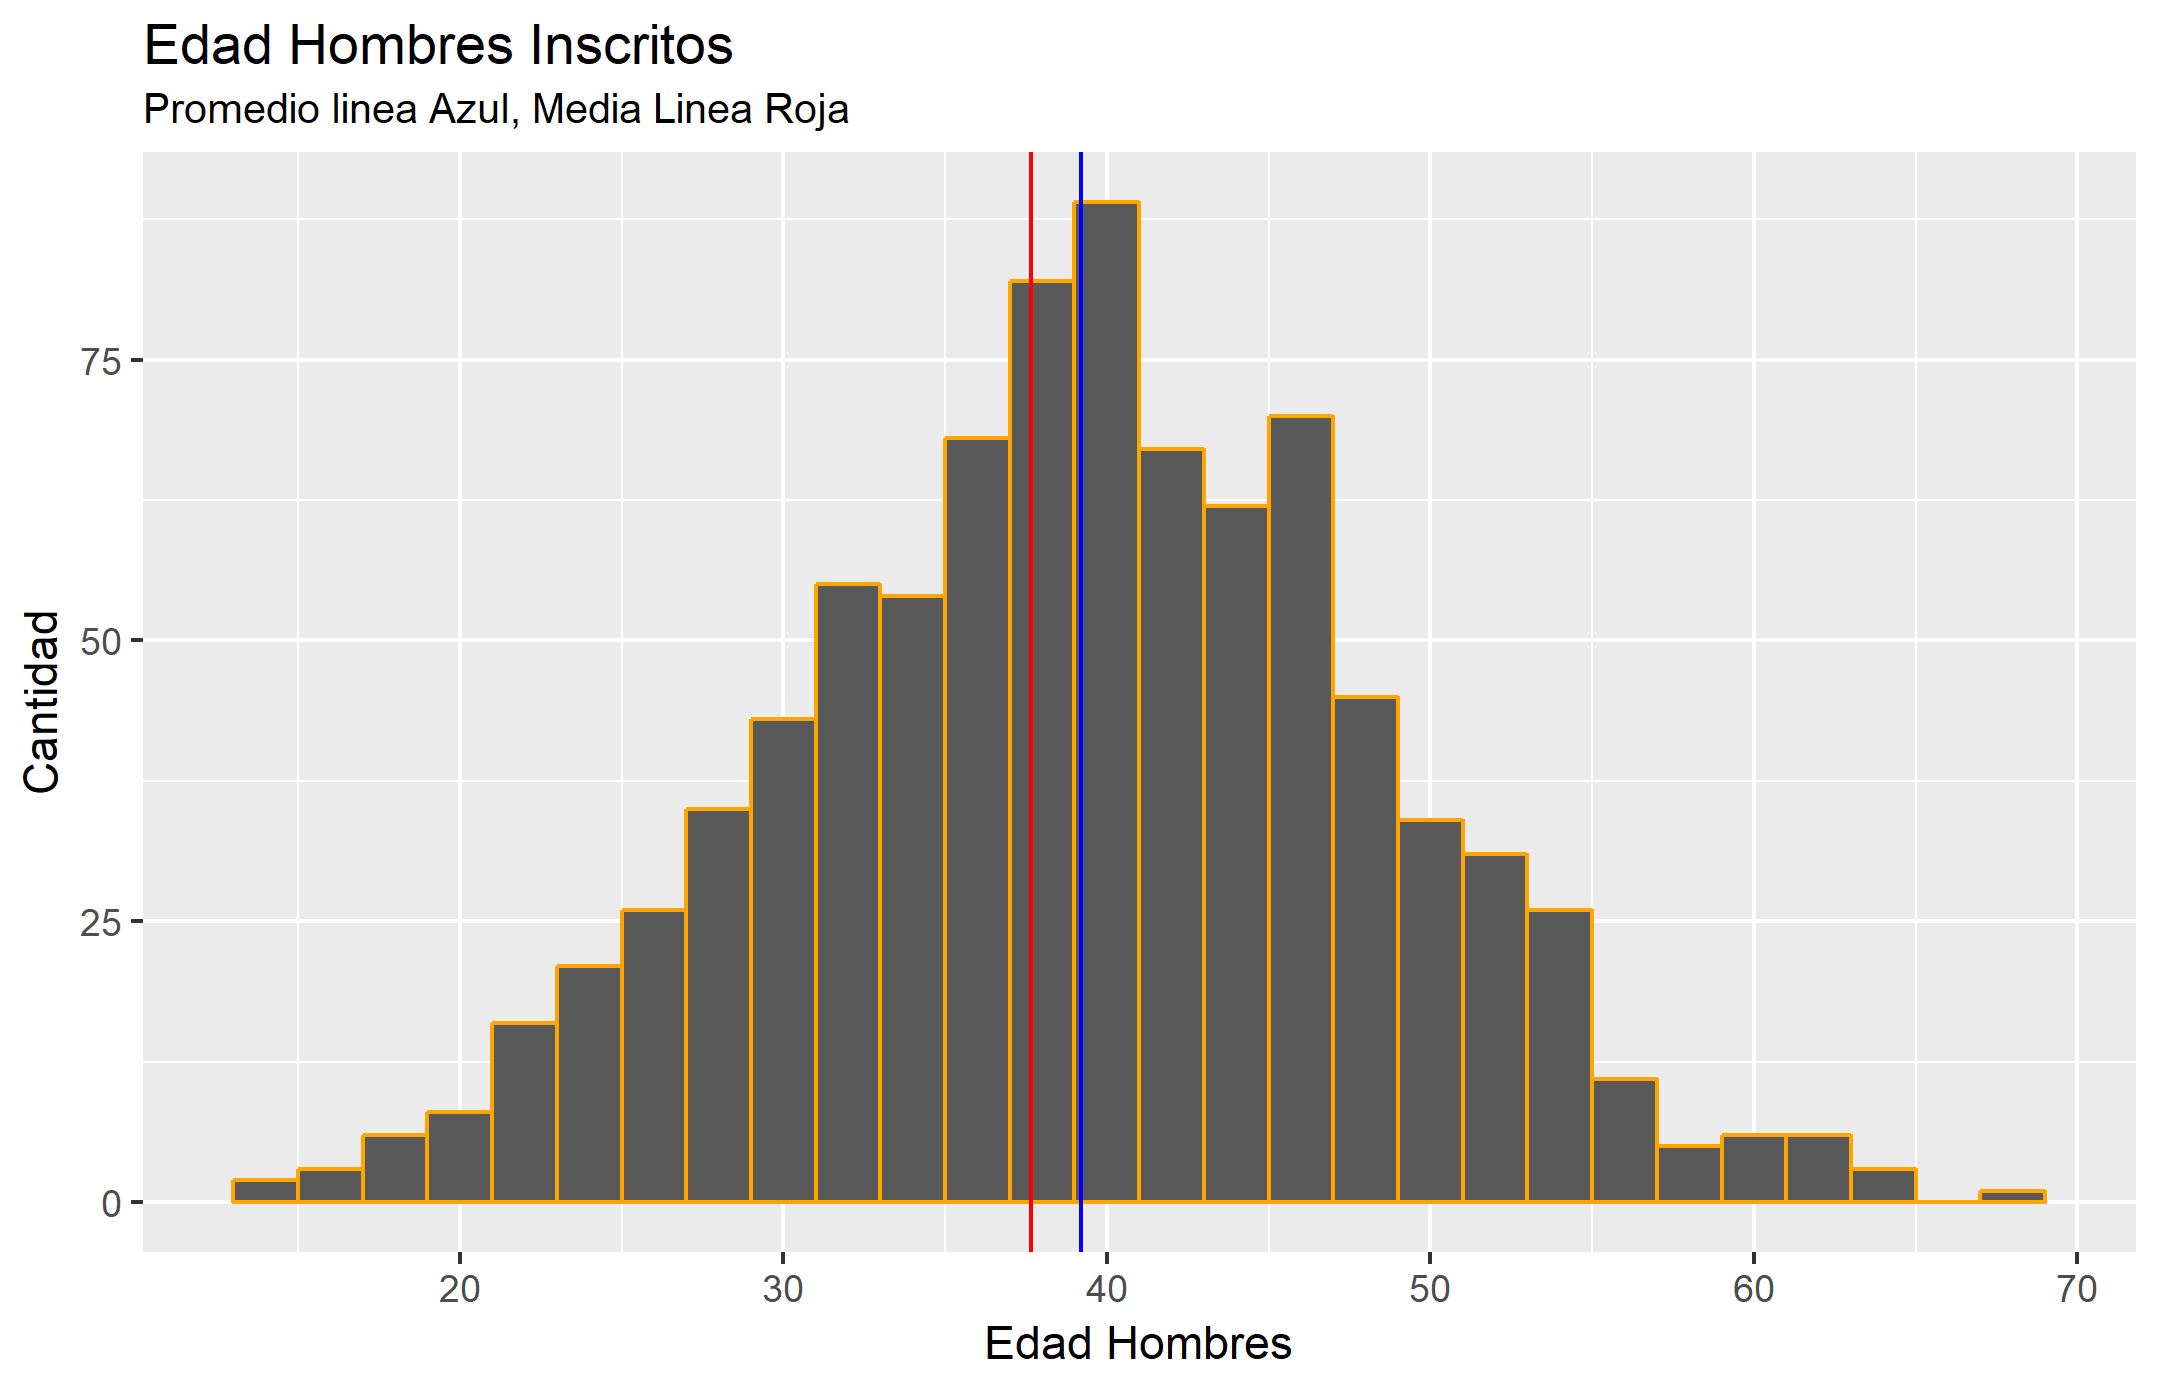 Edad Hombres Inscritos
Promedio linea Azul, Media Linea Roja
Cantidad
75
50
25
0
20 30 40 50 60 70
Edad Hombres